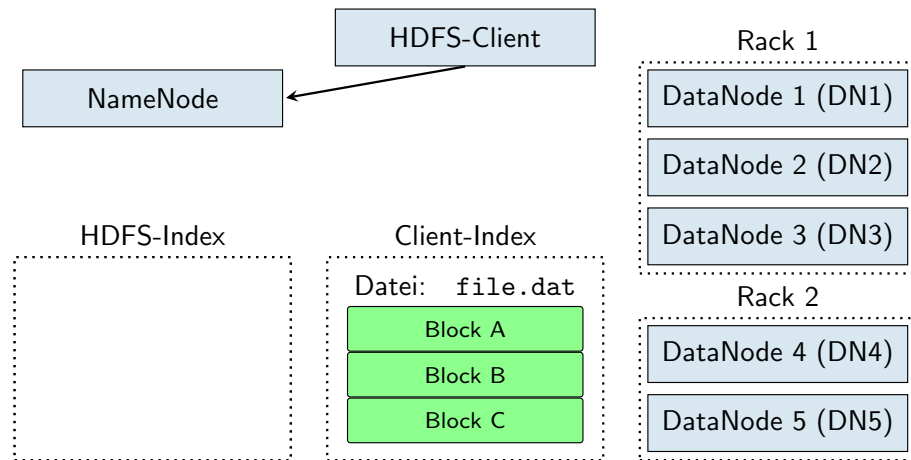 HDFS-Client
NameNode
Rack 1
DataNode 1 (DN1)
DataNode 2 (DN2)
DataNode 3 (DN3)
HDFS-Index
Client-Index
Datei: file.dat
Block A
Block B
Block C
Rack 2
DataNode 4 (DN4)
DataNode 5 (DN5)